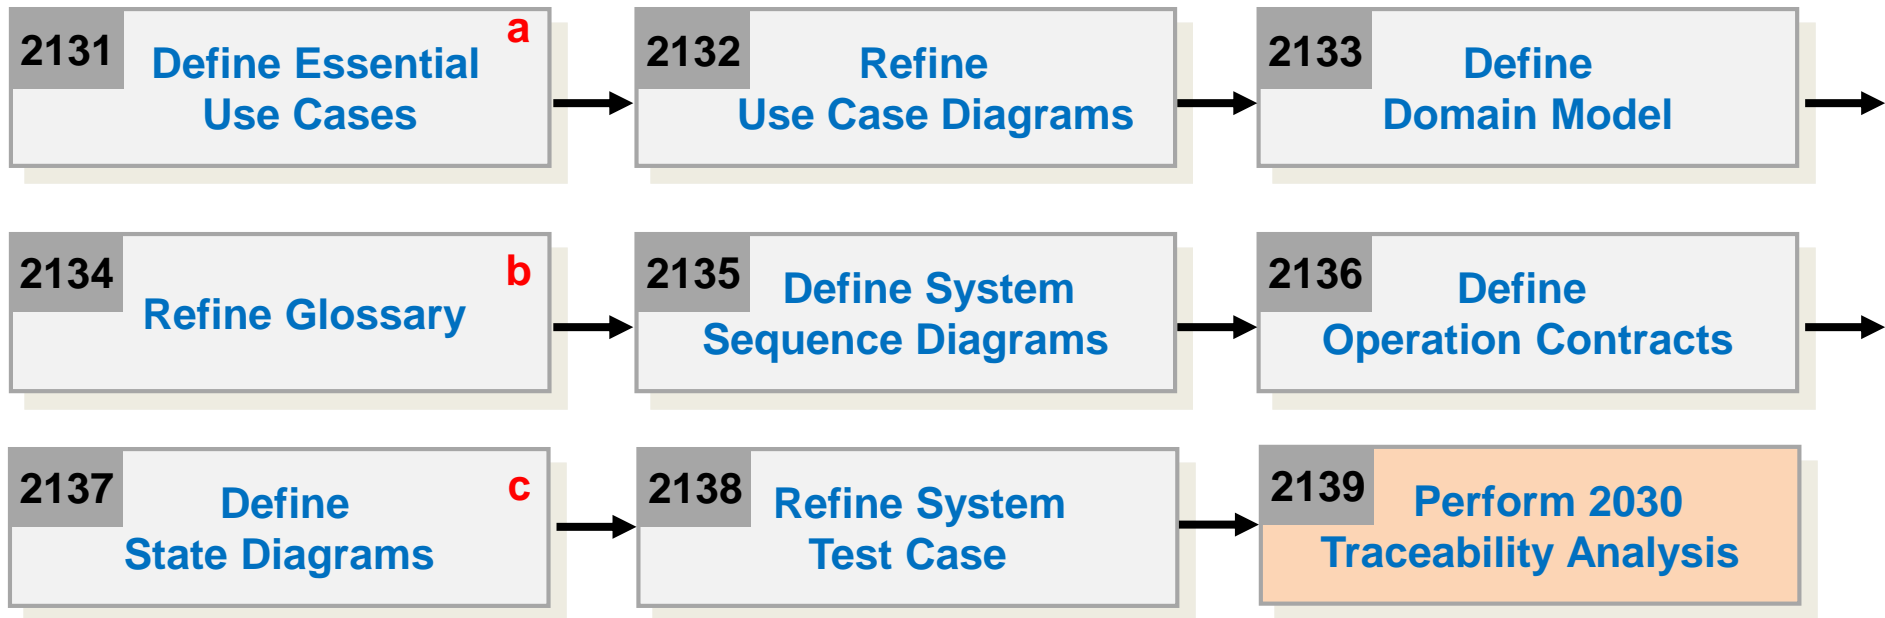 2131
a
Define Essential
Use Cases
2132
Refine
Use Case Diagrams
2133
Define
Domain Model
2134
b
Refine Glossary
2135
Define System
Sequence Diagrams
2136
Define
Operation Contracts
2137
c
Define
State Diagrams
2138
Refine System
Test Case
2139
Perform 2030
Traceability Analysis